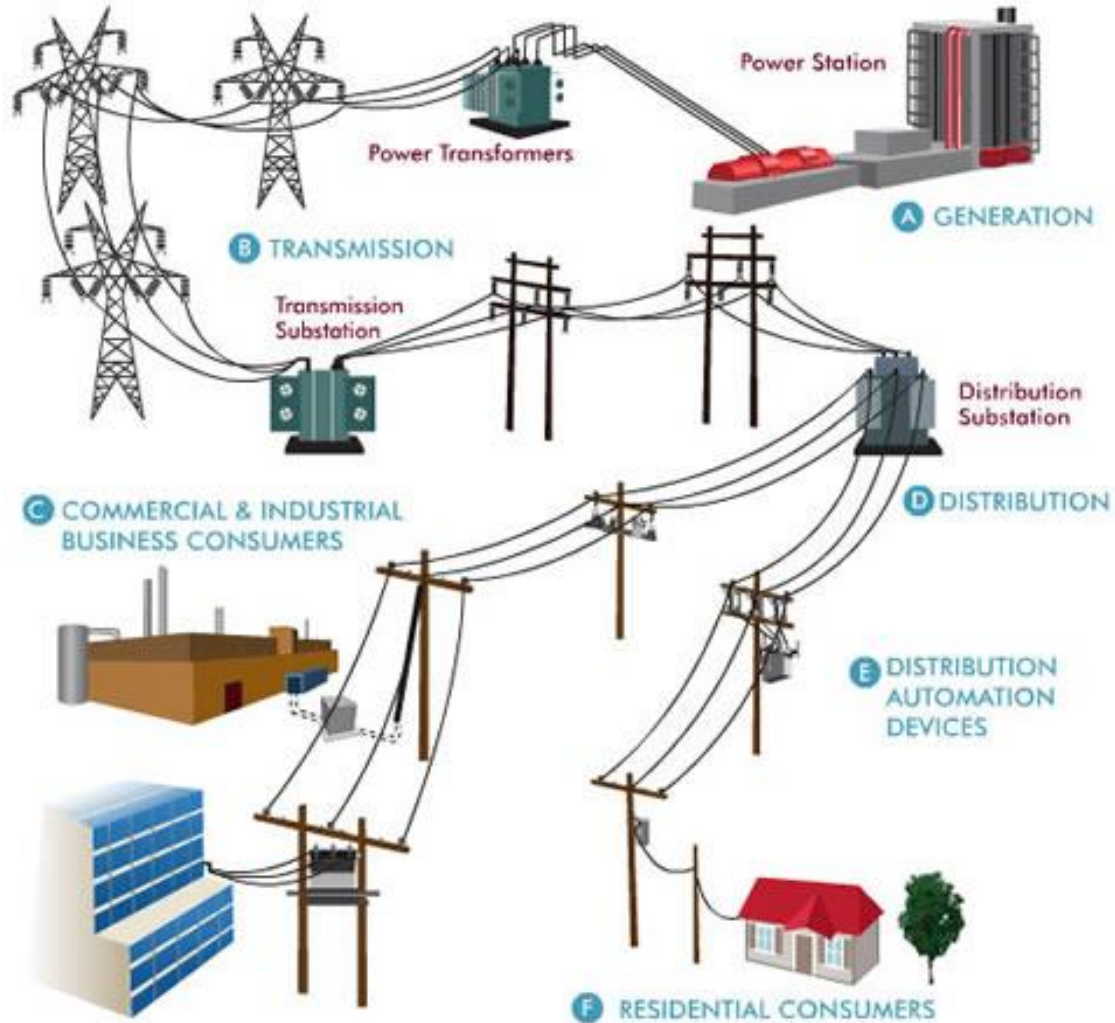 Power Station
Power Transformers
A GENERATION
B TRANSMISSION
Transmission
Substation
Distribution
Substation
C COMMERCIAL & INDUSTRIAL
BUSINESS CONSUMERS
D DISTRIBUTION
E DISTRIBUTION
AUTOMATION
DEVICES
F RESIDENTIAL CONSUMERS